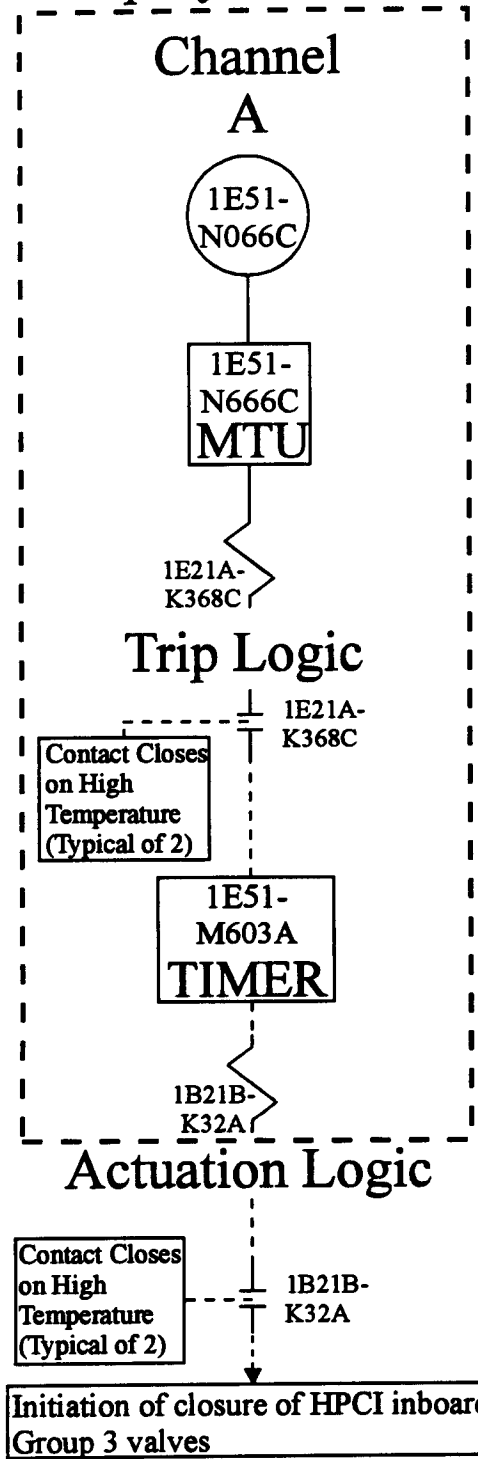 Channel
A
1E51-
N066C
1E51-
N666C
MTU
1E21A-
K368C
Trip Logic
1E21A-
K368C
Contact Closes
on High
Temperature
(Typical of 2)
1E51-
M603A
TIMER
1B21B-
K32A
Actuation Logic
Contact Closes
on High
Temperature
(Typical of 2)
1B21B-
K32A
Initiation of closure of HPCI inboard
Group 3 valves